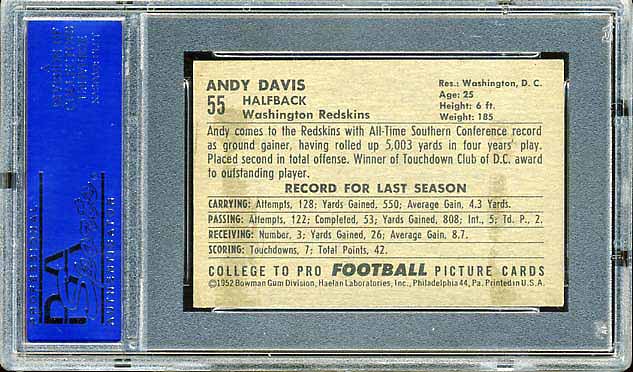 ANDY DAVIS
55 HALFBACK
Washington Redskins
Res.: Washington, D. C.
Age: 25
Height: 6 ft.
Weight: 185
Andy comes to the Redskins with All-Time Southern Conference record
as ground gainer, having rolled up 5,003 yards in four years' play.
Placed second in total offense. Winner of Touchdown Club of D.C. award
to outstanding player.
RECORD FOR LAST SEASON
CARRYING: Attempts, 128; Yards Gained, 550; Average Gain, 4.3 Yards.
PASSING: Attempts, 122; Completed, 53; Yards Gained, 808; Int., 5; Td. P., 2.
RECEIVING: Number, 3; Yards Gained, 26; Average Gain, 8.7.
SCORING: Touchdowns, 7; Total Points, 42.
COLLEGE TO PRO FOOTBALL PICTURE CARDS
©1952 Bowman Gum Division, Haelan Laboratories, Inc., Philadelphia 44, Pa. Printed in U.S.A.